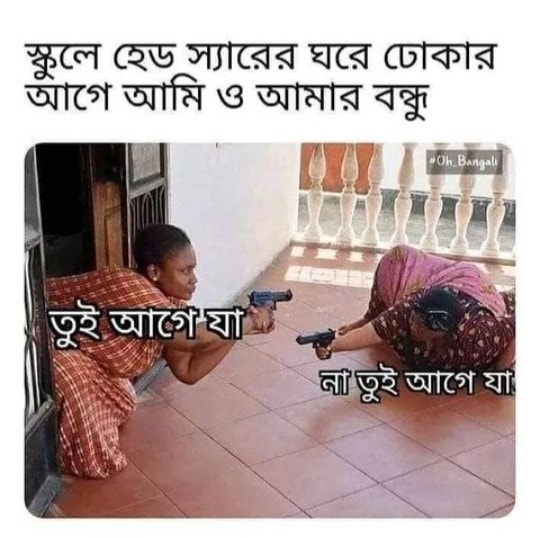 স্কুলে হেড স্যারের ঘরে ঢোকার
আগে আমি ও আমার বন্ধু
#Oh_Bangali
তুই আগে যা
না তুই আগে যা